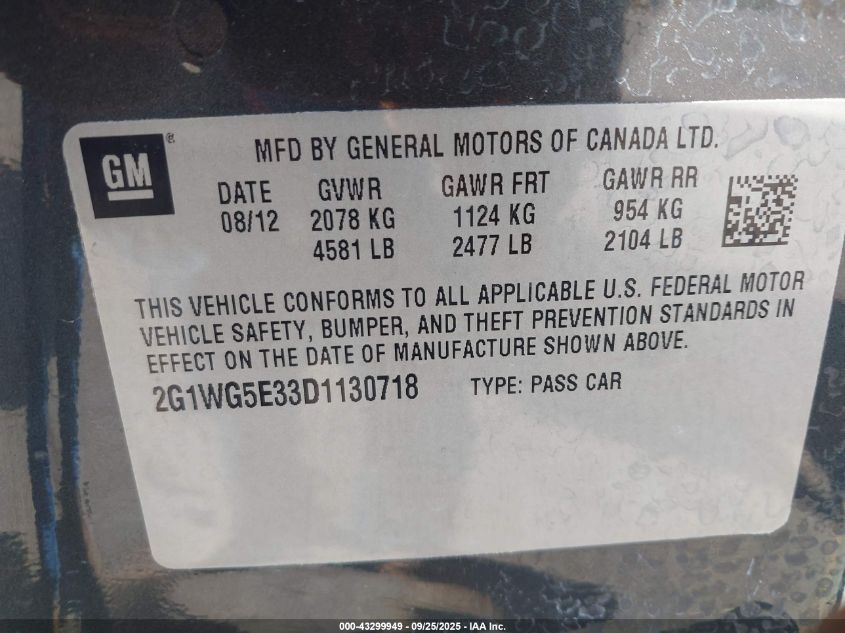 GM®
MFD BY GENERAL MOTORS OF CANADA LTD.
DATE GVWR GAWR FRT GAWR RR
08/12 2078 KG 1124 KG 954 KG
4581 LB 2477 LB 2104 LB
THIS VEHICLE CONFORMS TO ALL APPLICABLE U.S. FEDERAL MOTOR
VEHICLE SAFETY, BUMPER, AND THEFT PREVENTION STANDARDS IN
EFFECT ON THE DATE OF MANUFACTURE SHOWN ABOVE.
2G1WG5E33D1130718 TYPE: PASS CAR
000-43299949 - 09/25/2025 - IAA Inc.